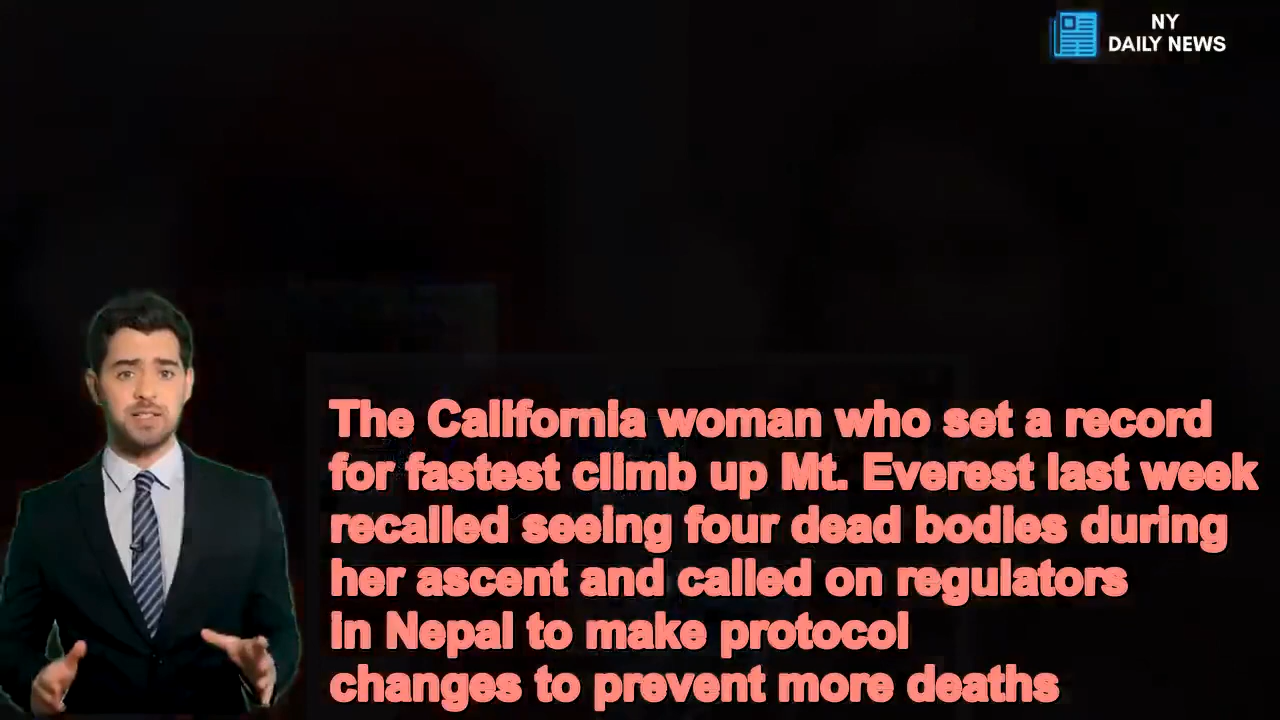 NY
DAILY NEWS
The California woman who set a record
for fastest climb up Mt. Everest last week
recalled seeing four dead bodies during
her ascent and called on regulators
in Nepal to make protocol
changes to prevent more deaths